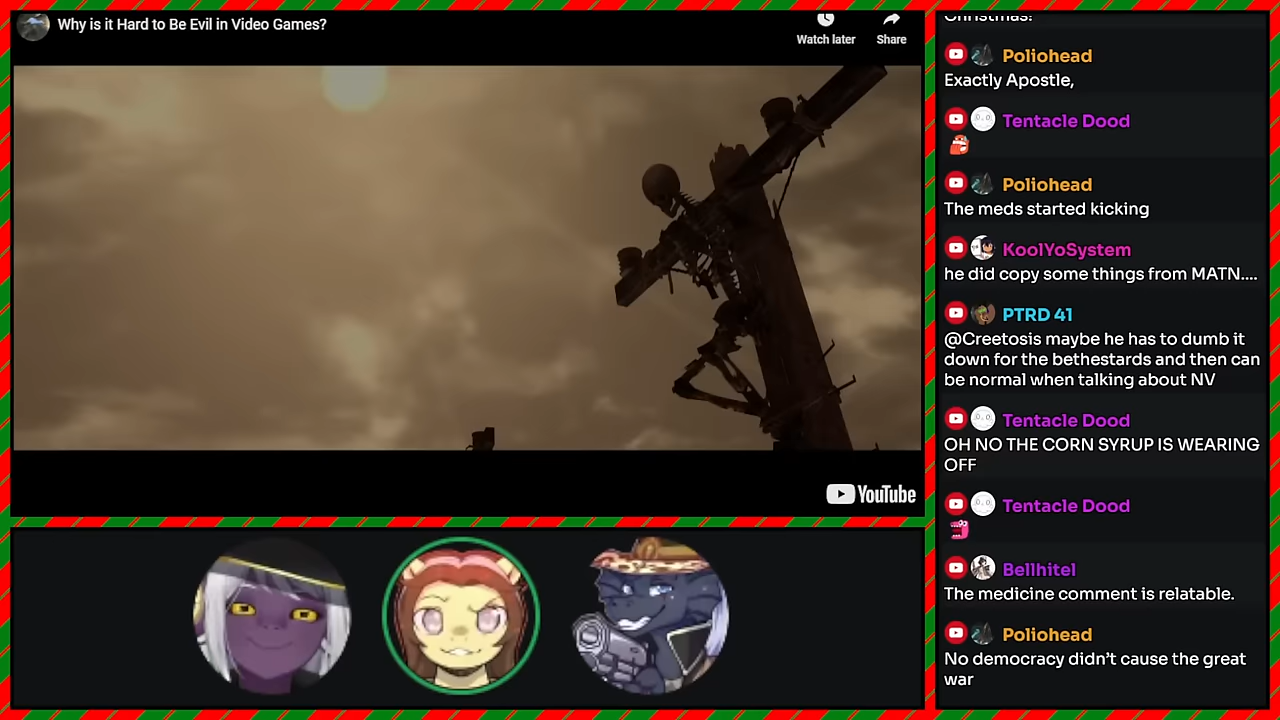 Why is it Hard to Be Evil in Video Games?
Watch later
Share
YouTube
Christmas!
Poliohead
Exactly Apostle,
Tentacle Dood
Poliohead
The meds started kicking
KoolYoSystem
he did copy some things from MATN....
PTRD 41
@Creetosis maybe he has to dumb it
down for the bethestards and then can
be normal when talking about NV
Tentacle Dood
OH NO THE CORN SYRUP IS WEARING
OFF
Tentacle Dood
Bellhitel
The medicine comment is relatable.
Poliohead
No democracy didn’t cause the great
war